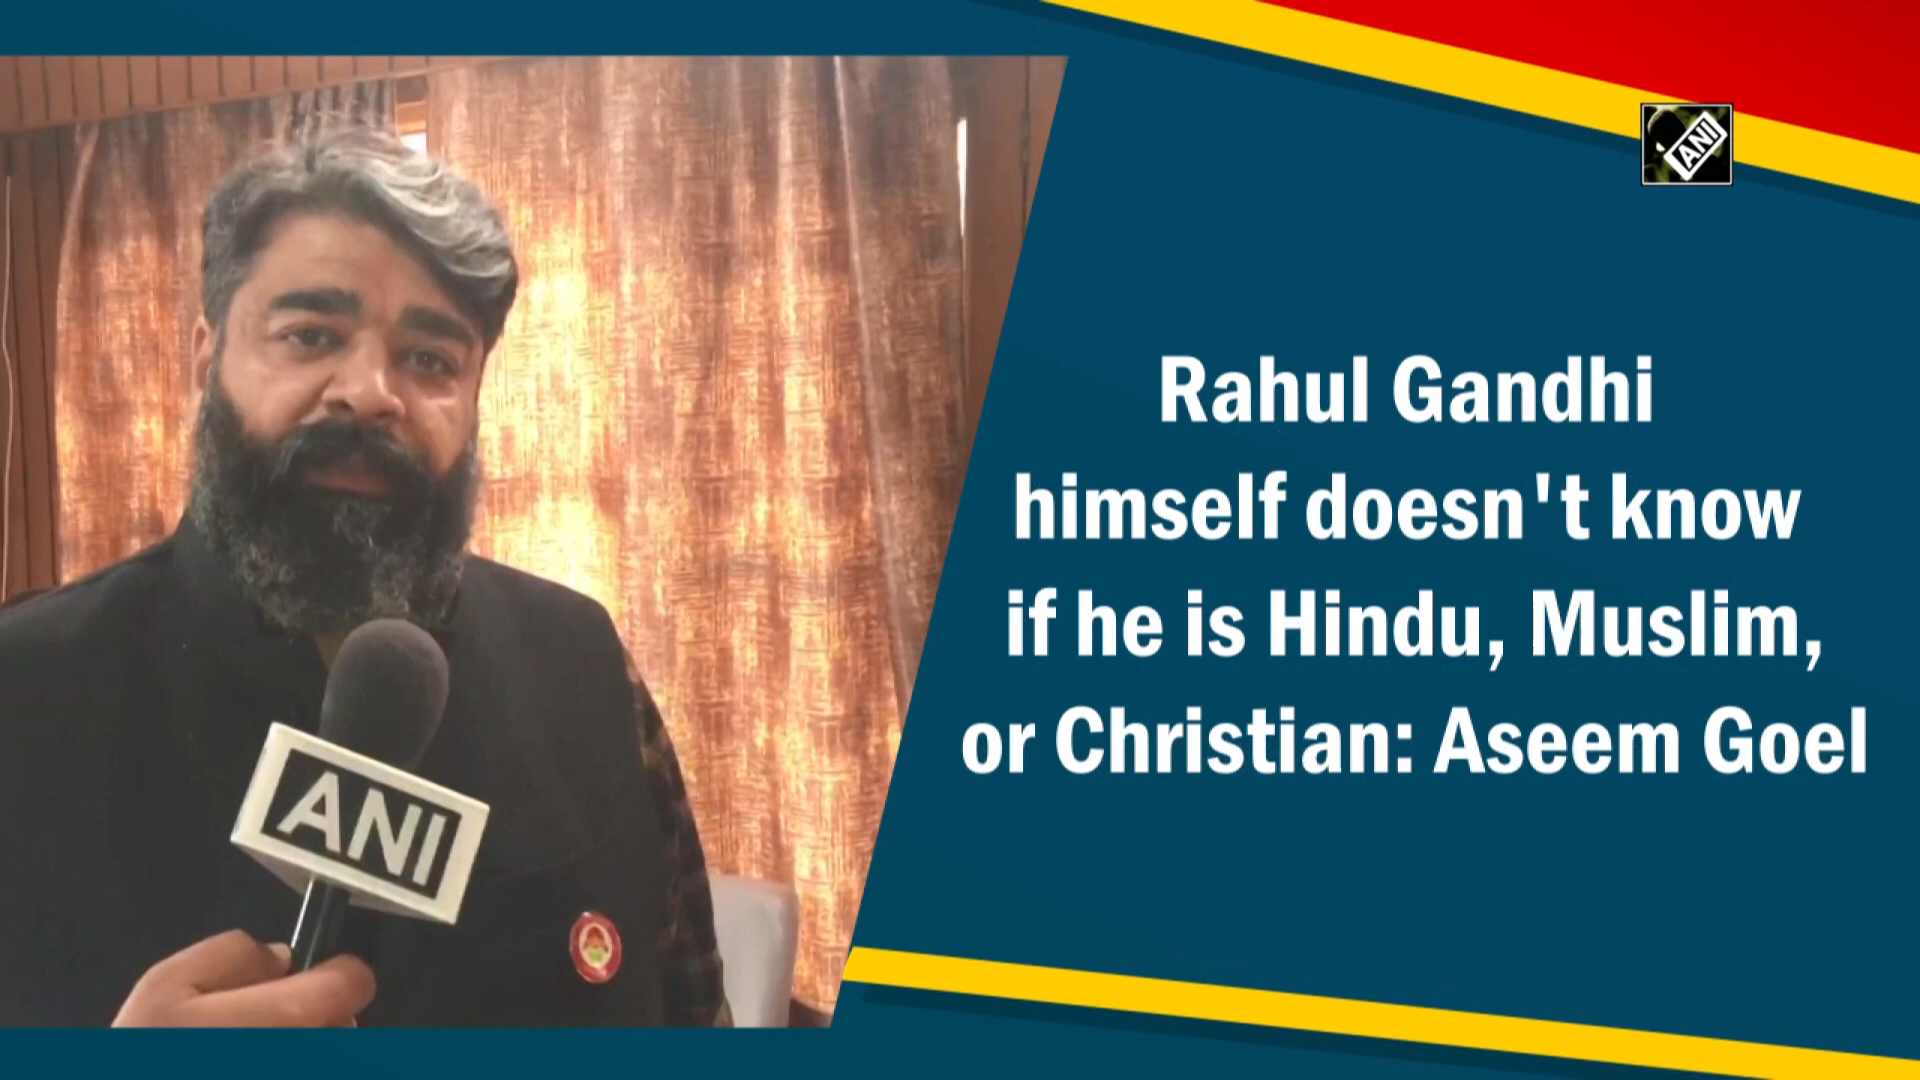 ANI
Rahul Gandhi
himself doesn't know
if he is Hindu, Muslim,
or Christian: Aseem Goel
ANI